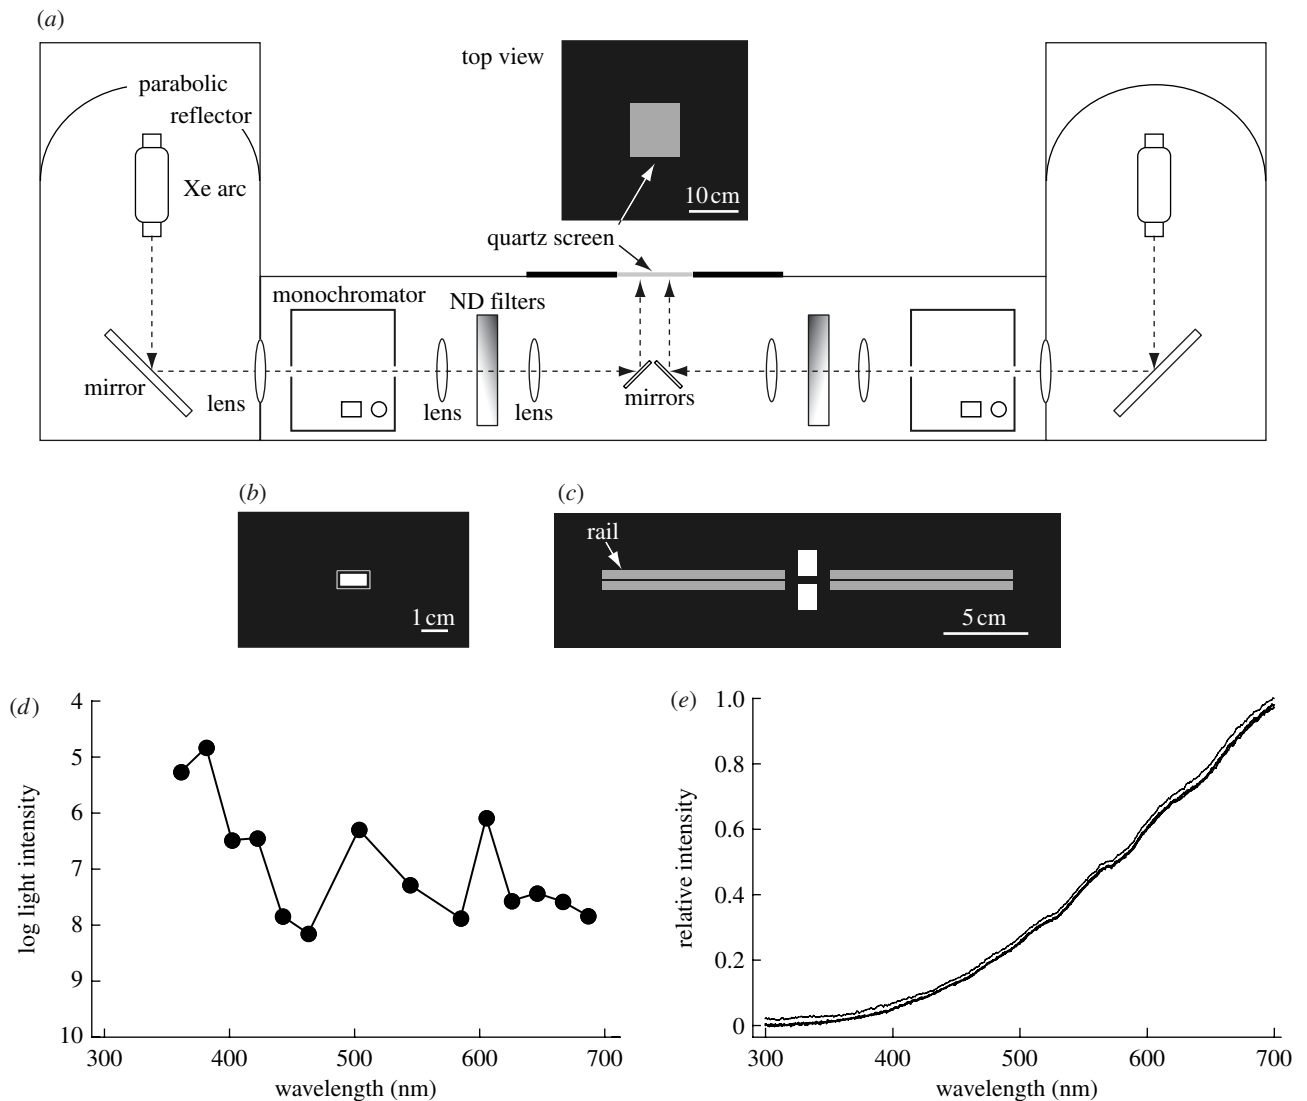 (a)
top view
parabolic
reflector
Xe arc
10 cm
quartz screen
monochromator
ND filters
mirror
lens
lens
lens
mirrors
(b)
1 cm
(c)
rail
5 cm
(d)
4
5
6
7
8
9
10
log light intensity
300 400 500 600 700
wavelength (nm)
(e)
1.0
0.8
0.6
0.4
0.2
0
relative intensity
300 400 500 600 700
wavelength (nm)